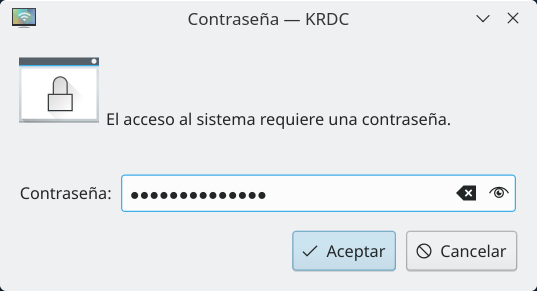 Contraseña — KRDC
El acceso al sistema requiere una contraseña.
Contraseña: ●●●●●●●●●●●●●●
Aceptar Cancelar